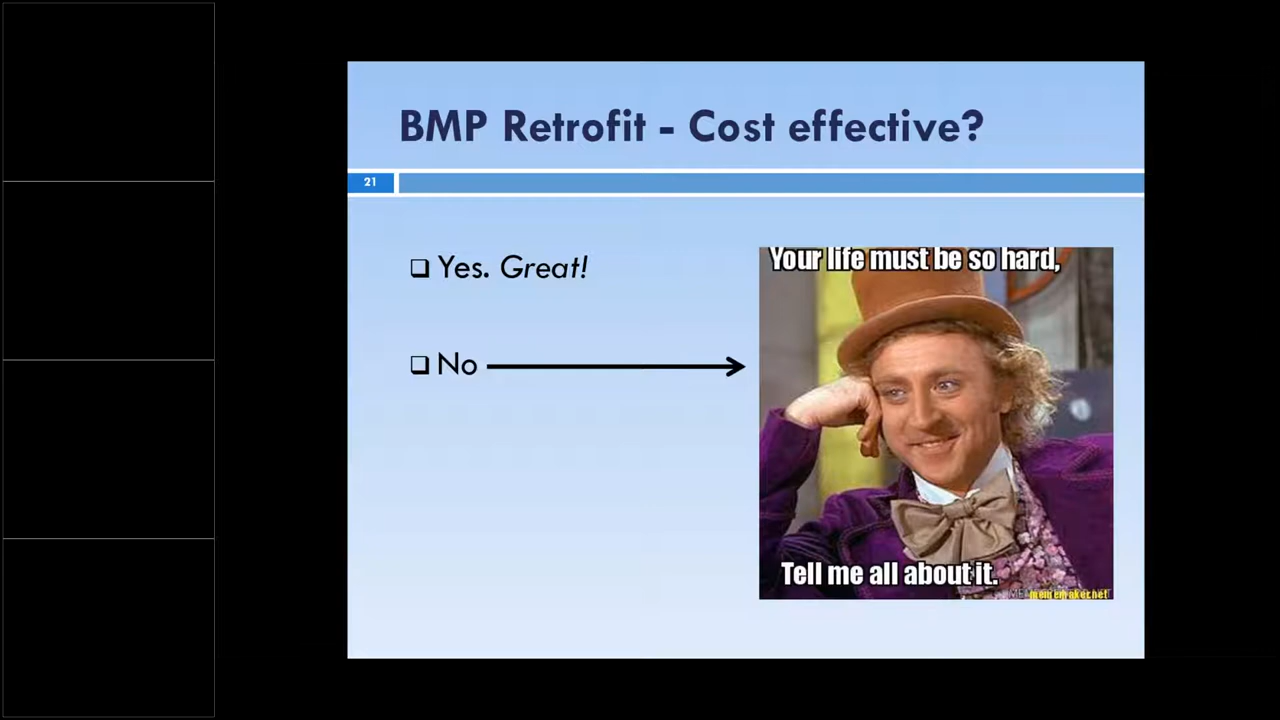 BMP Retrofit - Cost effective?
21
Yes. Great!
No
Your life must be so hard,
Tell me all about it.
mememaker.net